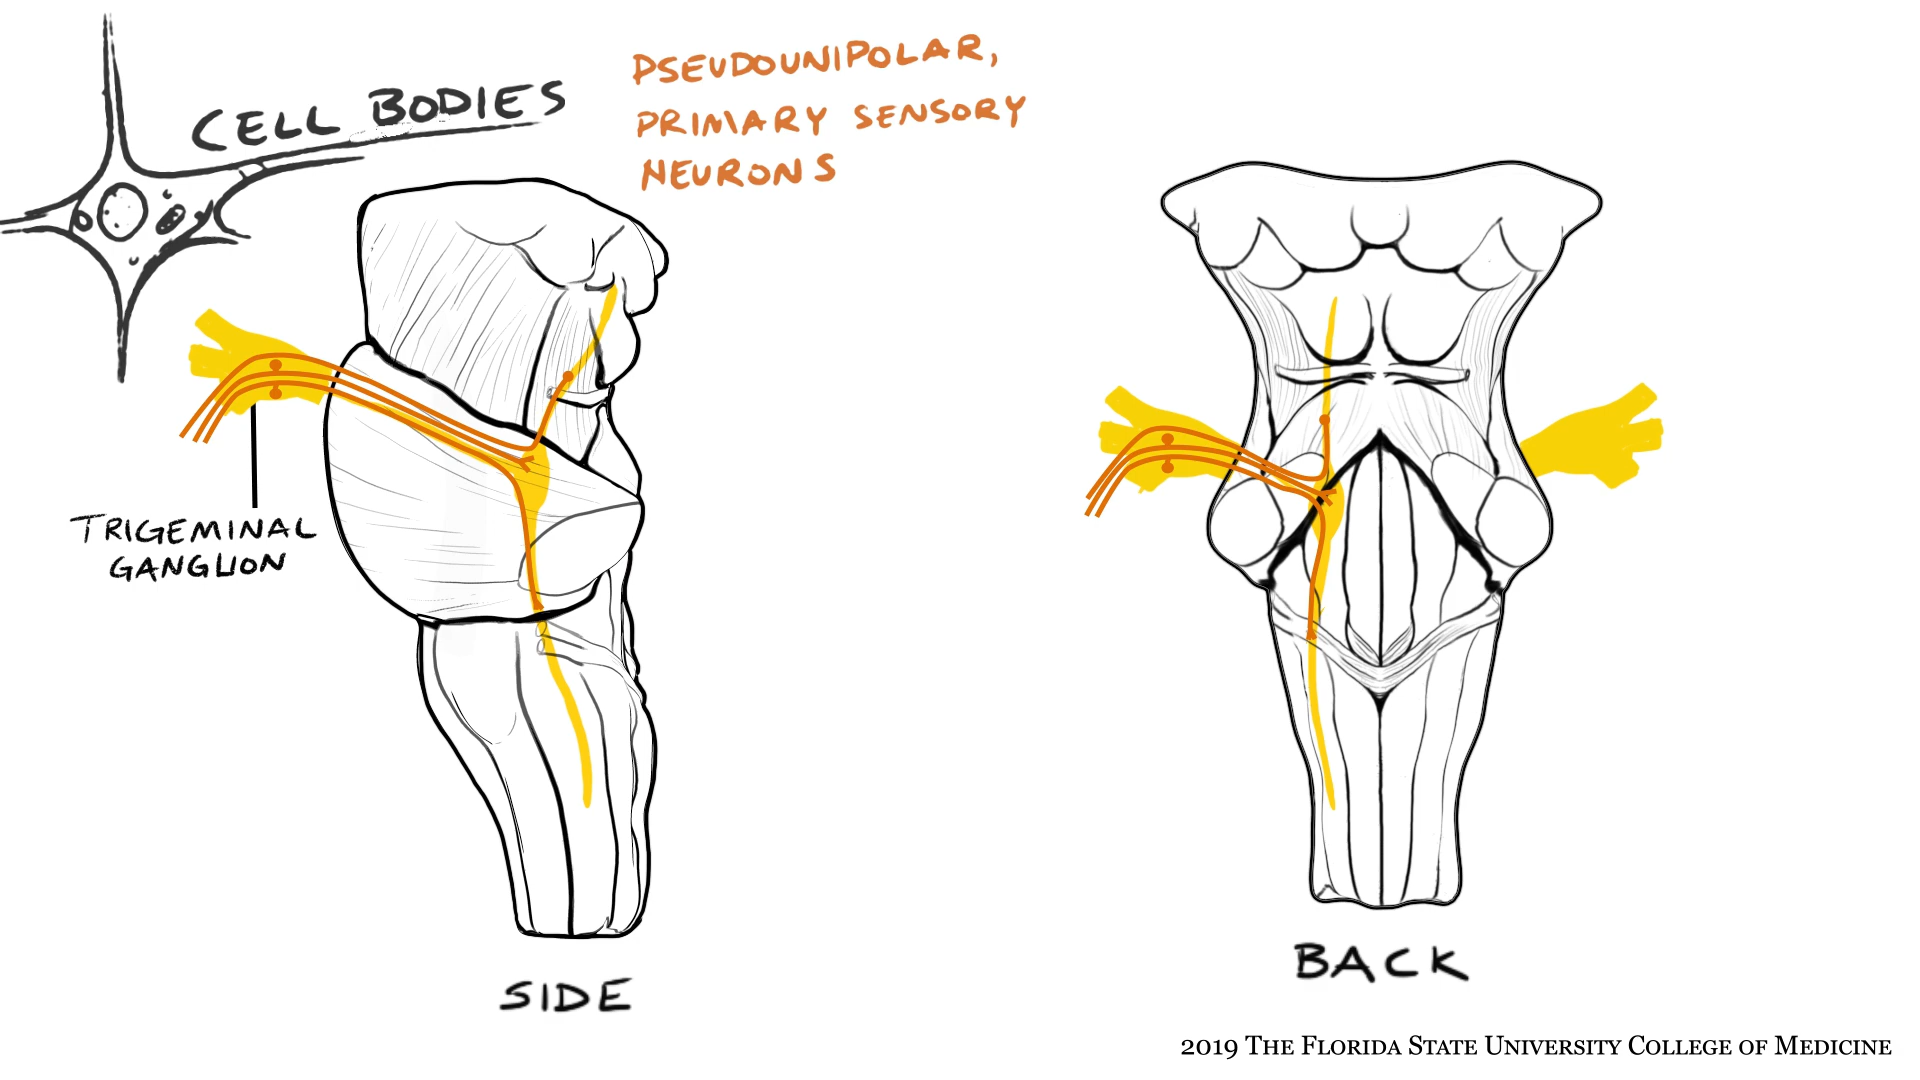 CELL BODIES
PSEUDOUNIPOLAR,
PRIMARY SENSORY
NEURONS
TRIGEMINAL
GANGLION
SIDE
BACK
2019 THE FLORIDA STATE UNIVERSITY COLLEGE OF MEDICINE